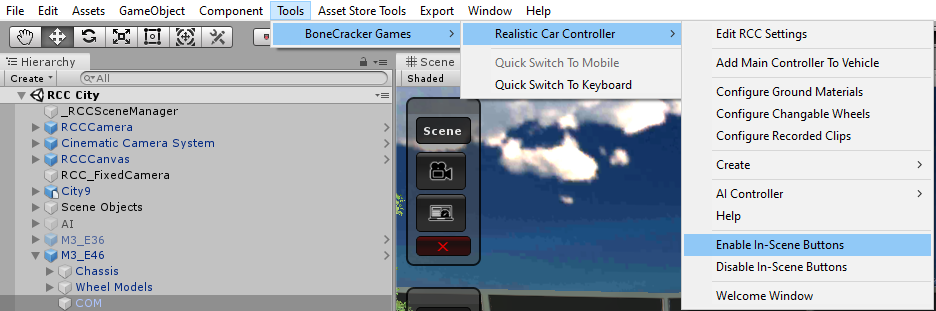 File Edit Assets GameObject Component Tools Asset Store Tools Export Window Help
BoneCracker Games
Realistic Car Controller
Quick Switch To Mobile
Quick Switch To Keyboard
Edit RCC Settings
Add Main Controller To Vehicle
Configure Ground Materials
Configure Changable Wheels
Configure Recorded Clips
Create
AI Controller
Help
Enable In-Scene Buttons
Disable In-Scene Buttons
Welcome Window
Hierarchy
Create All
RCC City
_RCCSceneManager
RCCCamera
Cinematic Camera System
RCCCanvas
RCC_FixedCamera
City9
Scene Objects
AI
M3_E36
M3_E46
Chassis
Wheel Models
COM
Scene
Shaded
Scene